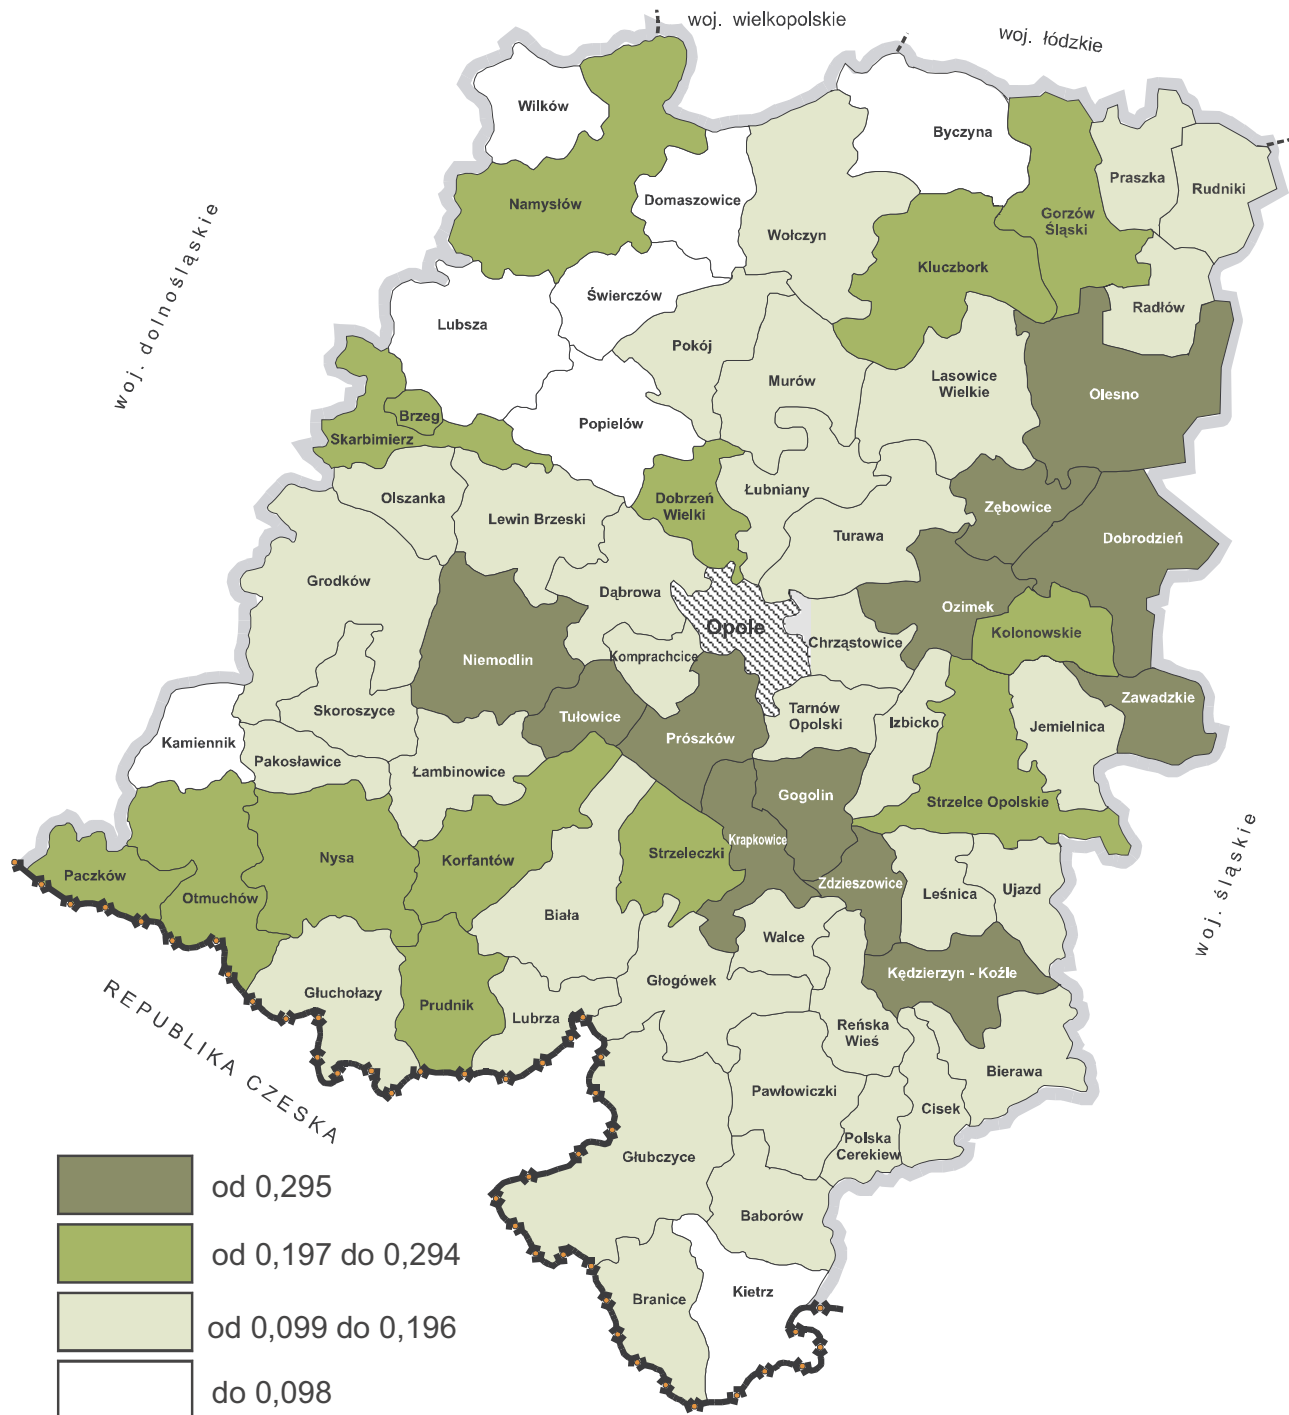 woj. wielkopolskie
woj. łódzkie
Wilków
Byczyna
Praszka
Rudniki
Namysłów
Domaszowice
Gorzów
Śląski
Wołczyn
Kluczbork
woj. dolnośląskie
Świerczów
Lubsza
Radłów
Pokój
Murów
Lasowice
Wielkie
Olesno
Brzeg
Popielów
Skarbimierz
Olszanka
Lewin Brzeski
Dobrzeń
Wielki
Łubniany
Zębowice
Turawa
Dobrodzień
Grodków
Dąbrowa
Ozimek
Opole
Kolonowskie
Chrząstowice
Niemodlin
Komprachcice
Zawadzkie
Skoroszyce
Tułowice
Tarnów
Opolski
Izbicko
Jemielnica
Kamiennik
Prószków
Pakosławice
Łambinowice
Gogolin
Strzelce Opolskie
Krapkowice
Strzeleczki
Nysa
Korfantów
Paczków
Zdzieszowice
Leśnica
Ujazd
Otmuchów
Biała
woj. śląskie
Walce
Kędzierzyn - Koźle
Głogówek
Głuchołazy
Prudnik
Lubrza
REPUBLIKA CZESKA
Reńska
Wieś
Bierawa
Pawłowiczki
Cisek
Polska
Cerekiew
Głubczyce
Baborów
Kietrz
Branice
od 0,295
od 0,197 do 0,294
od 0,099 do 0,196
do 0,098